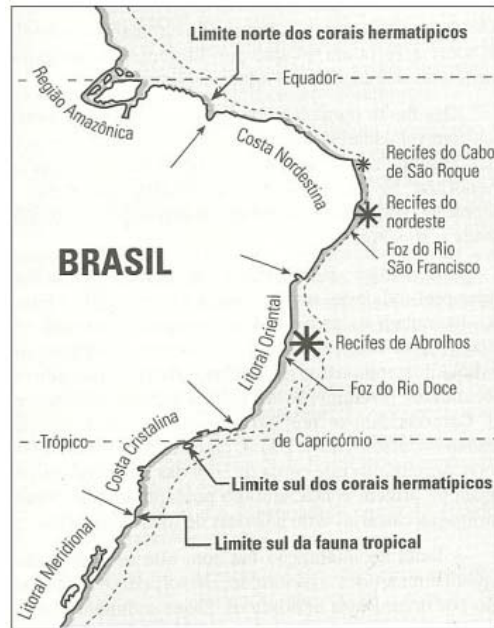 Limite norte dos corais hermatípicos
Região Amazônica
Equador
Costa Nordestina
Recifes do Cabo
de São Roque
Recifes do
nordeste
Foz do Rio
São Francisco
BRASIL
Litoral Oriental
Recifes de Abrolhos
Foz do Rio Doce
Costa Cristalina
Trópico
de Capricórnio
Limite sul dos corais hermatípicos
Limite sul da fauna tropical
Litoral Meridional